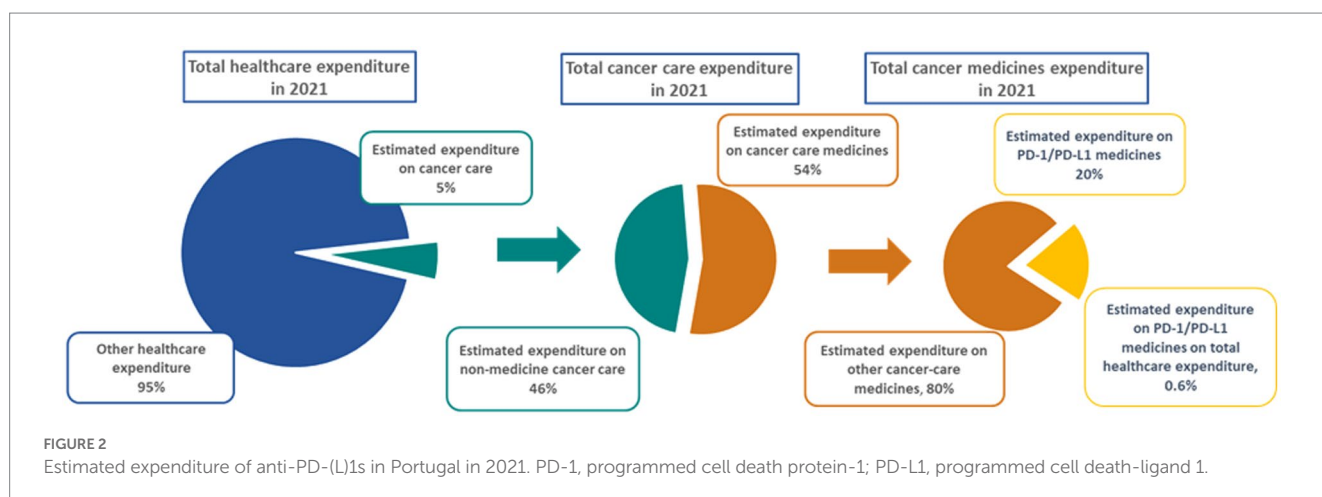 Total healthcare expenditure
in 2021
Estimated expenditure
on cancer care
5%
Other healthcare
expenditure
95%
Total cancer care expenditure
in 2021
Estimated expenditure
on cancer care medicines
54%
Estimated expenditure on
non-medicine cancer care
46%
Total cancer medicines expenditure
in 2021
Estimated expenditure on
PD-1/PD-L1 medicines
20%
Estimated expenditure on
other cancer-care
medicines, 80%
Estimated expenditure
on PD-1/PD-L1
medicines on total
healthcare expenditure,
0.6%
FIGURE 2
Estimated expenditure of anti-PD-(L)1s in Portugal in 2021. PD-1, programmed cell death protein-1; PD-L1, programmed cell death-ligand 1.